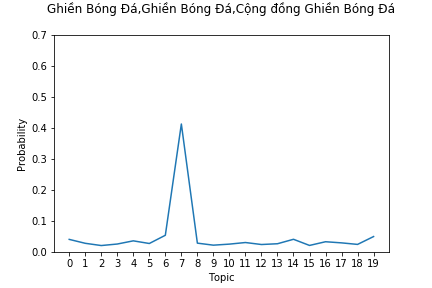 Ghiền Bóng Đá,Ghiền Bóng Đá,Cộng đồng Ghiền Bóng Đá
0.7
0.6
0.5
0.4
0.3
0.2
0.1
0.0
Probability
0 1 2 3 4 5 6 7 8 9 10 11 12 13 14 15 16 17 18 19
Topic